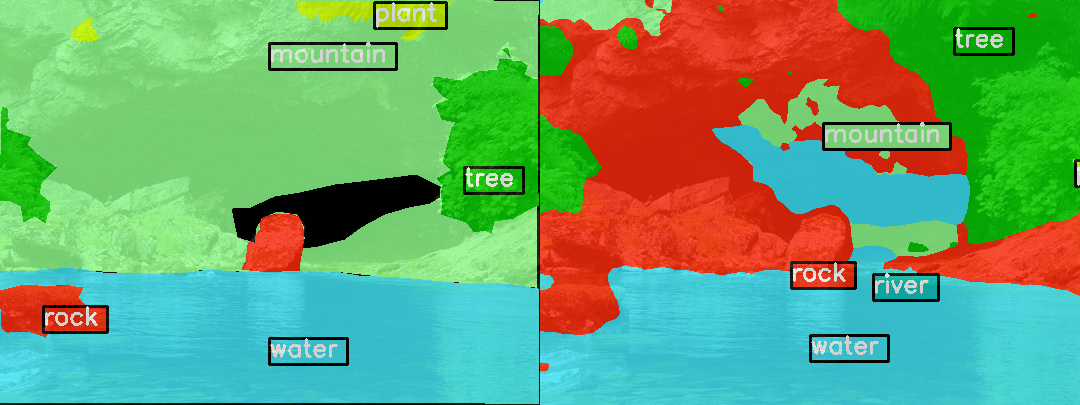 plant
mountain
tree
rock
water
tree
mountain
rock
river
water